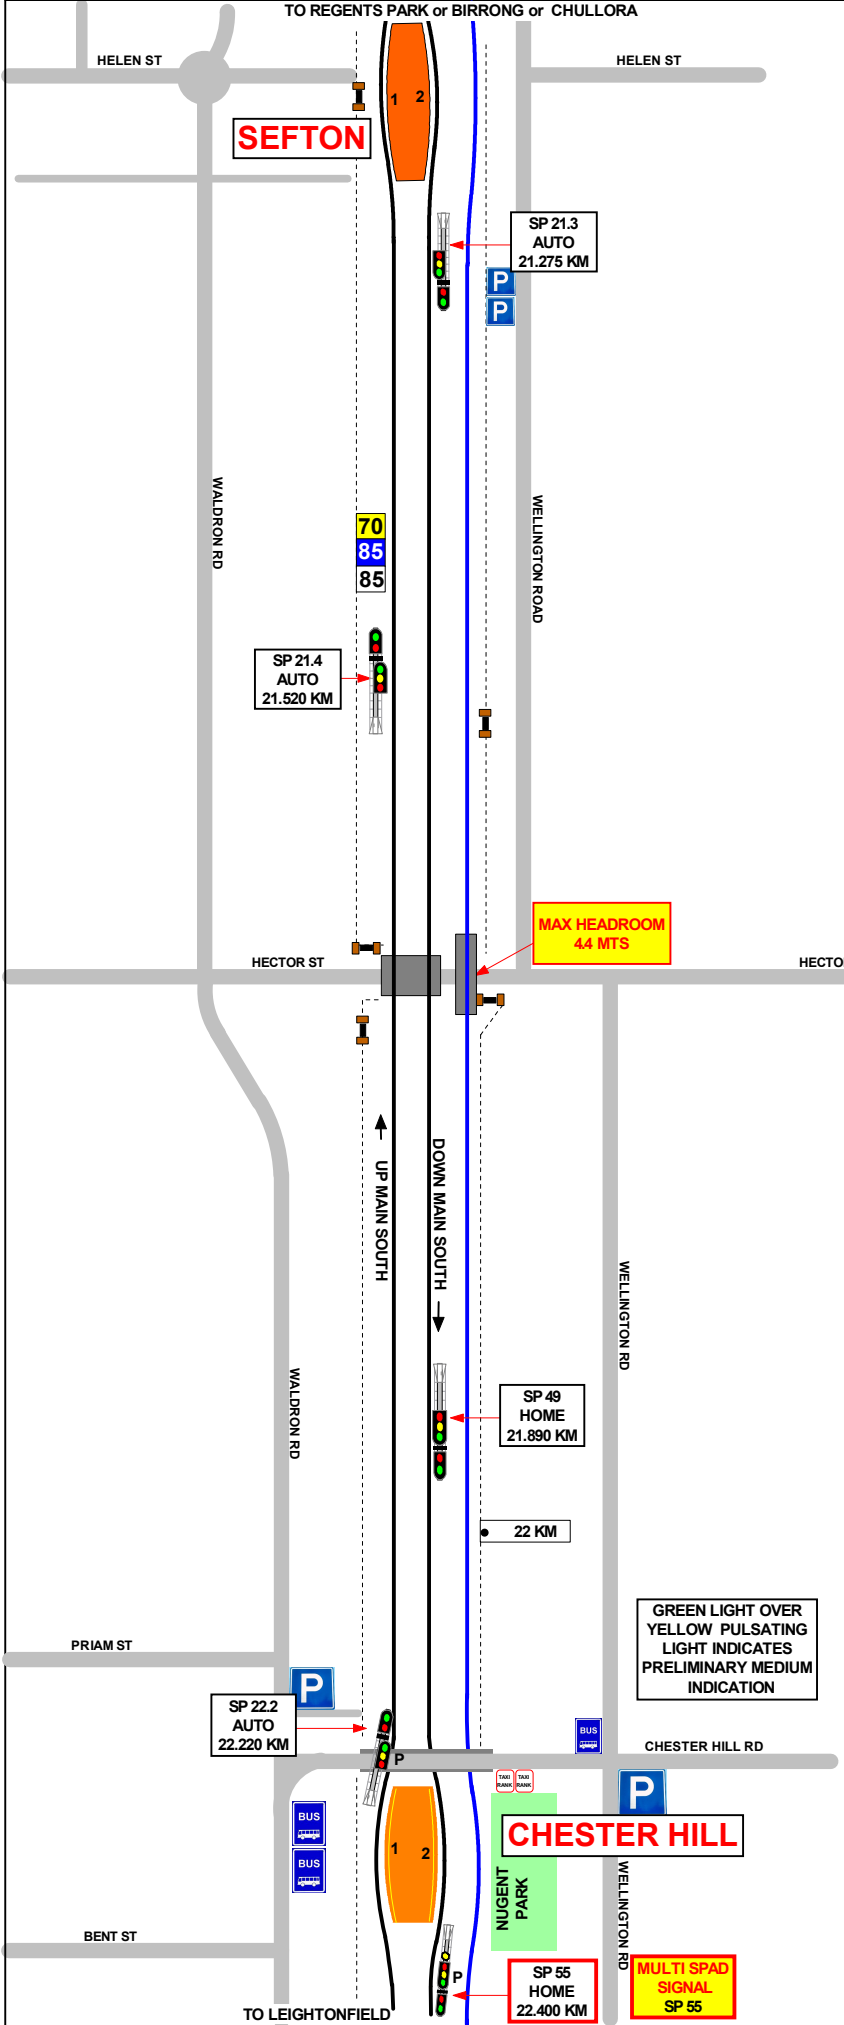 TO REGENTS PARK or BIRRONG or CHULLORA
HELEN ST
HELEN ST
1 2
SEFTON
SP 21.3
AUTO
21.275 KM
P
P
WALDRON RD
WELLINGTON ROAD
70
85
85
SP 21.4
AUTO
21.520 KM
MAX HEADROOM
4.4 MTS
HECTOR ST
HECTOR
UP MAIN SOUTH
DOWN MAIN SOUTH
WELLINGTON RD
WALDRON RD
SP 49
HOME
21.890 KM
22 KM
GREEN LIGHT OVER
YELLOW PULSATING
LIGHT INDICATES
PRELIMINARY MEDIUM
INDICATION
PRIAM ST
P
SP 22.2
AUTO
22.220 KM
P
BUS
CHESTER HILL RD
TAXI
RANK
TAXI
RANK
P
BUS
BUS
1 2
CHESTER HILL
NUGENT
PARK
WELLINGTON RD
BENT ST
P
SP 55
HOME
22.400 KM
MULTI SPAD
SIGNAL
SP 55
TO LEIGHTONFIELD